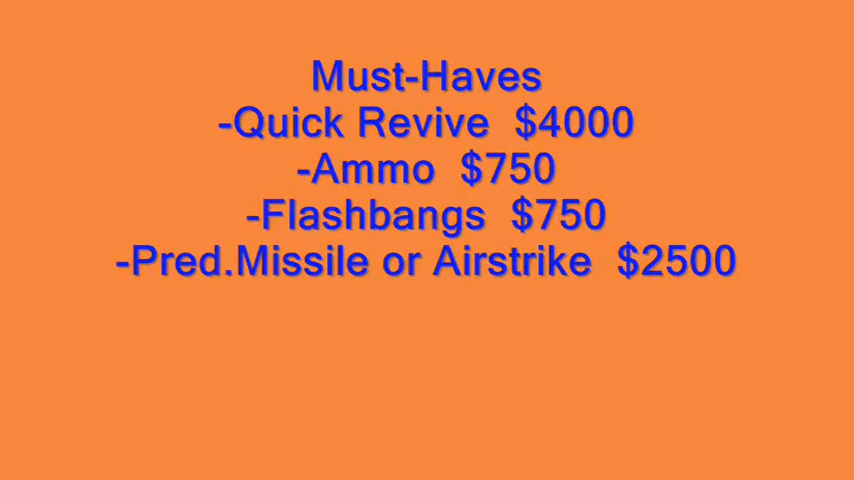 Must-Haves
-Quick Revive  $4000
-Ammo  $750
-Flashbangs  $750
-Pred.Missile or Airstrike  $2500